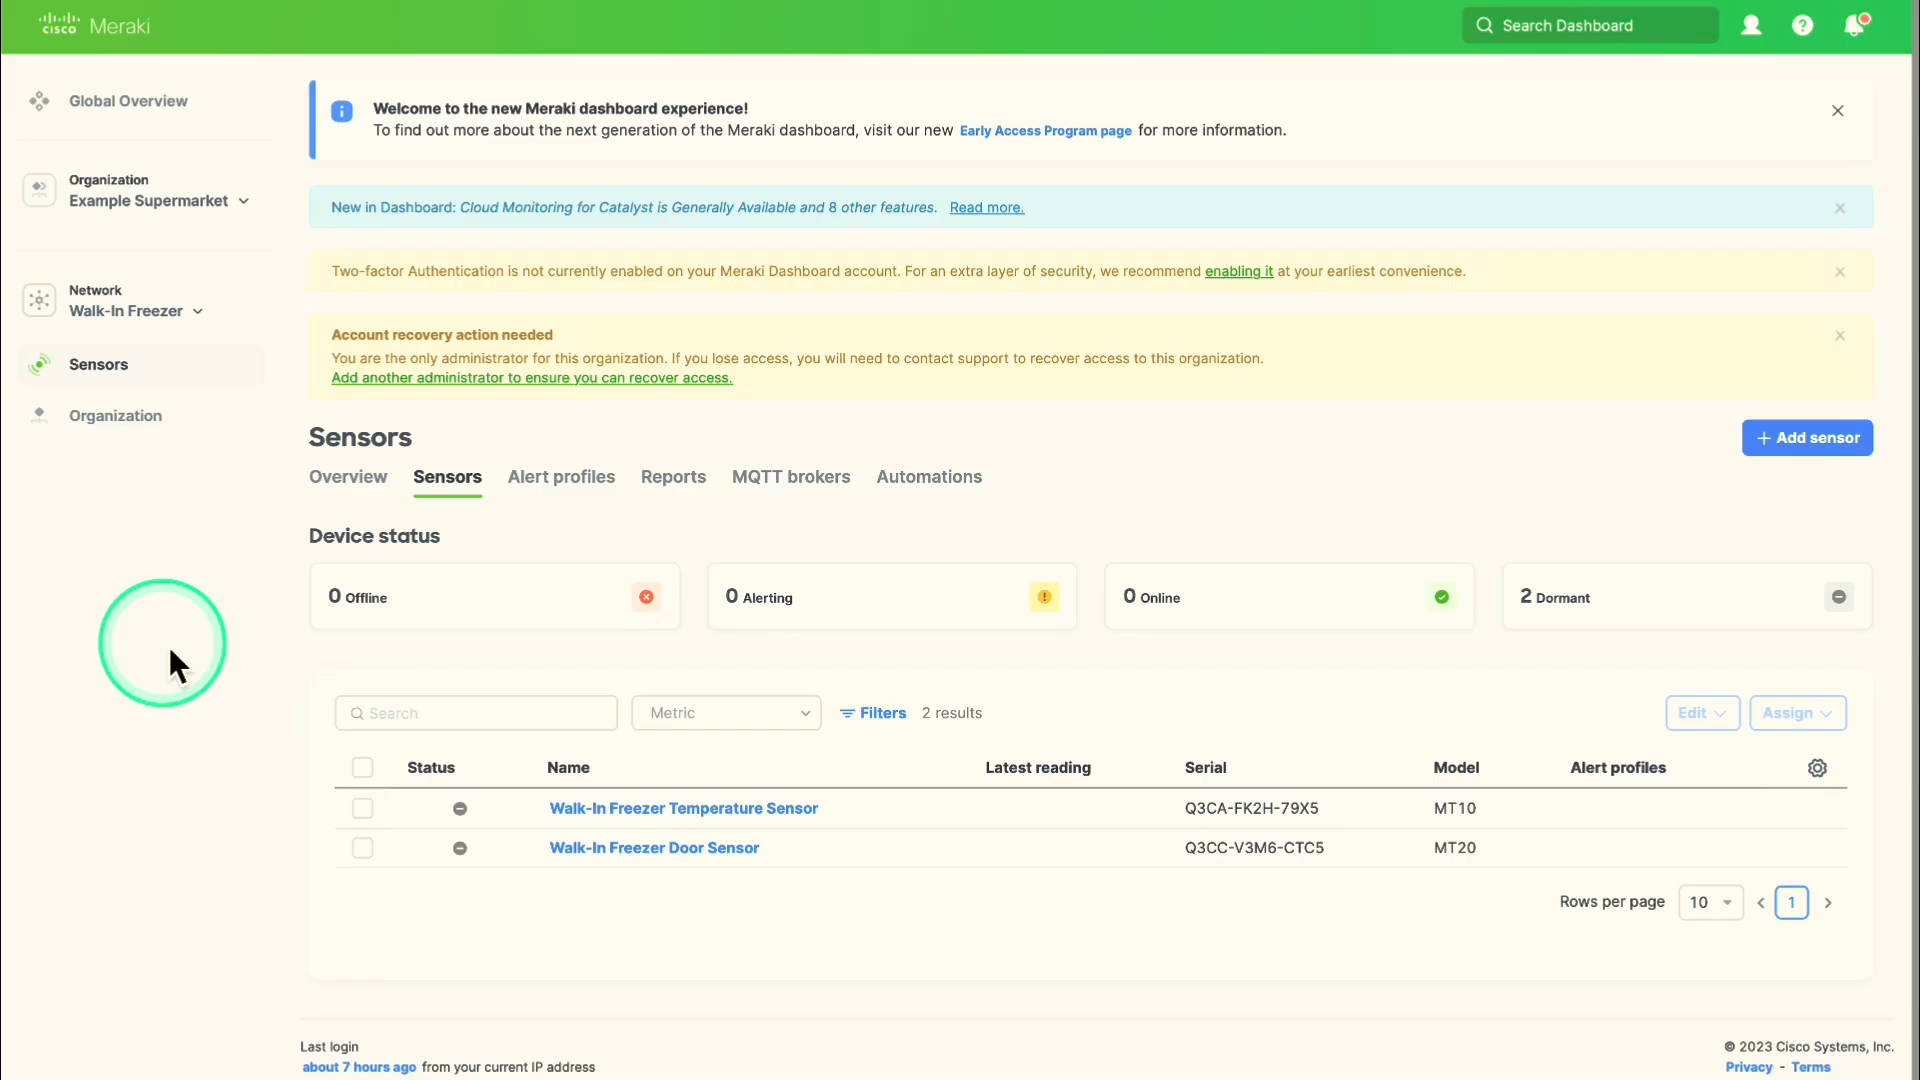 cisco Meraki
Search Dashboard
Global Overview
Organization
Example Supermarket
Network
Walk-In Freezer
Sensors
Organization
Welcome to the new Meraki dashboard experience!
To find out more about the next generation of the Meraki dashboard, visit our new Early Access Program page for more information.
New in Dashboard: Cloud Monitoring for Catalyst is Generally Available and 8 other features. Read more.
Two-factor Authentication is not currently enabled on your Meraki Dashboard account. For an extra layer of security, we recommend enabling it at your earliest convenience.
Account recovery action needed
You are the only administrator for this organization. If you lose access, you will need to contact support to recover access to this organization.
Add another administrator to ensure you can recover access.
Sensors
+ Add sensor
Overview Sensors Alert profiles Reports MQTT brokers Automations
Device status
0 Offline 0 Alerting 0 Online 2 Dormant
Search Metric Filters 2 results Edit Assign
Status Name Latest reading Serial Model Alert profiles
Walk-In Freezer Temperature Sensor Q3CA-FK2H-79X5 MT10
Walk-In Freezer Door Sensor Q3CC-V3M6-CTC5 MT20
Rows per page 10 < 1 >
Last login
about 7 hours ago from your current IP address
© 2023 Cisco Systems, Inc.
Privacy - Terms